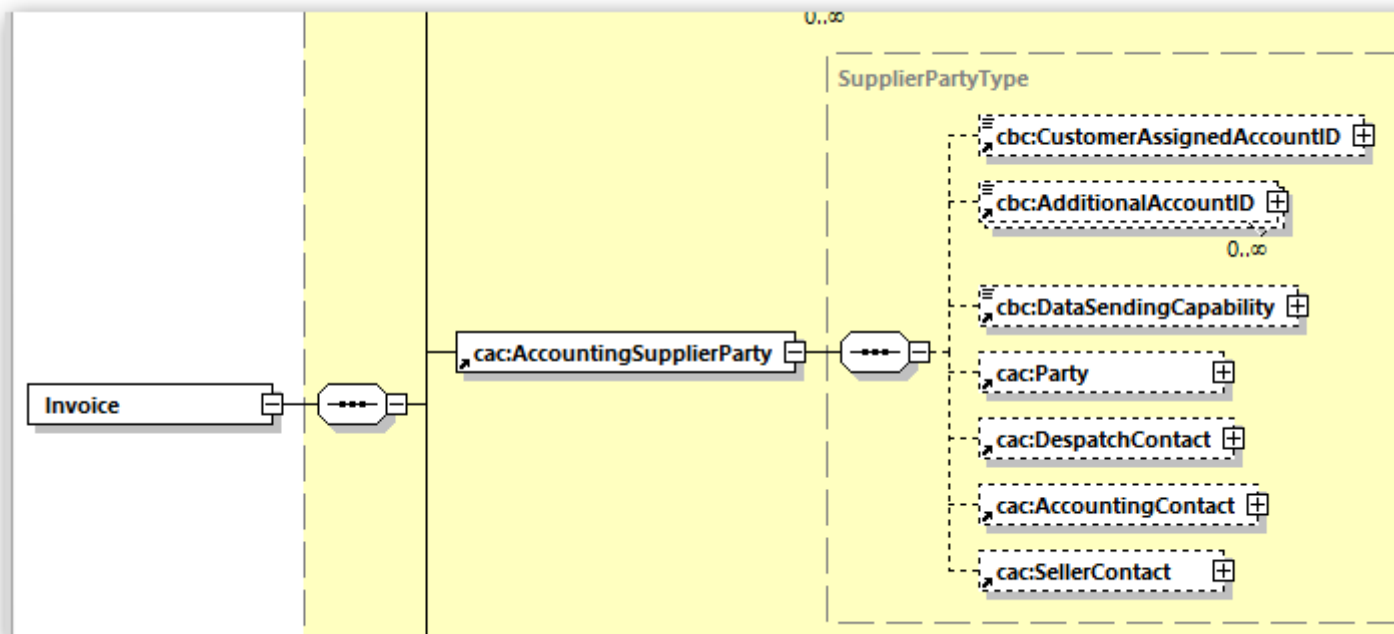 0..∞
SupplierPartyType
cbc:CustomerAssignedAccountID
cbc:AdditionalAccountID
0..∞
cbc:DataSendingCapability
cac:AccountingSupplierParty
cac:Party
Invoice
cac:DespatchContact
cac:AccountingContact
cac:SellerContact